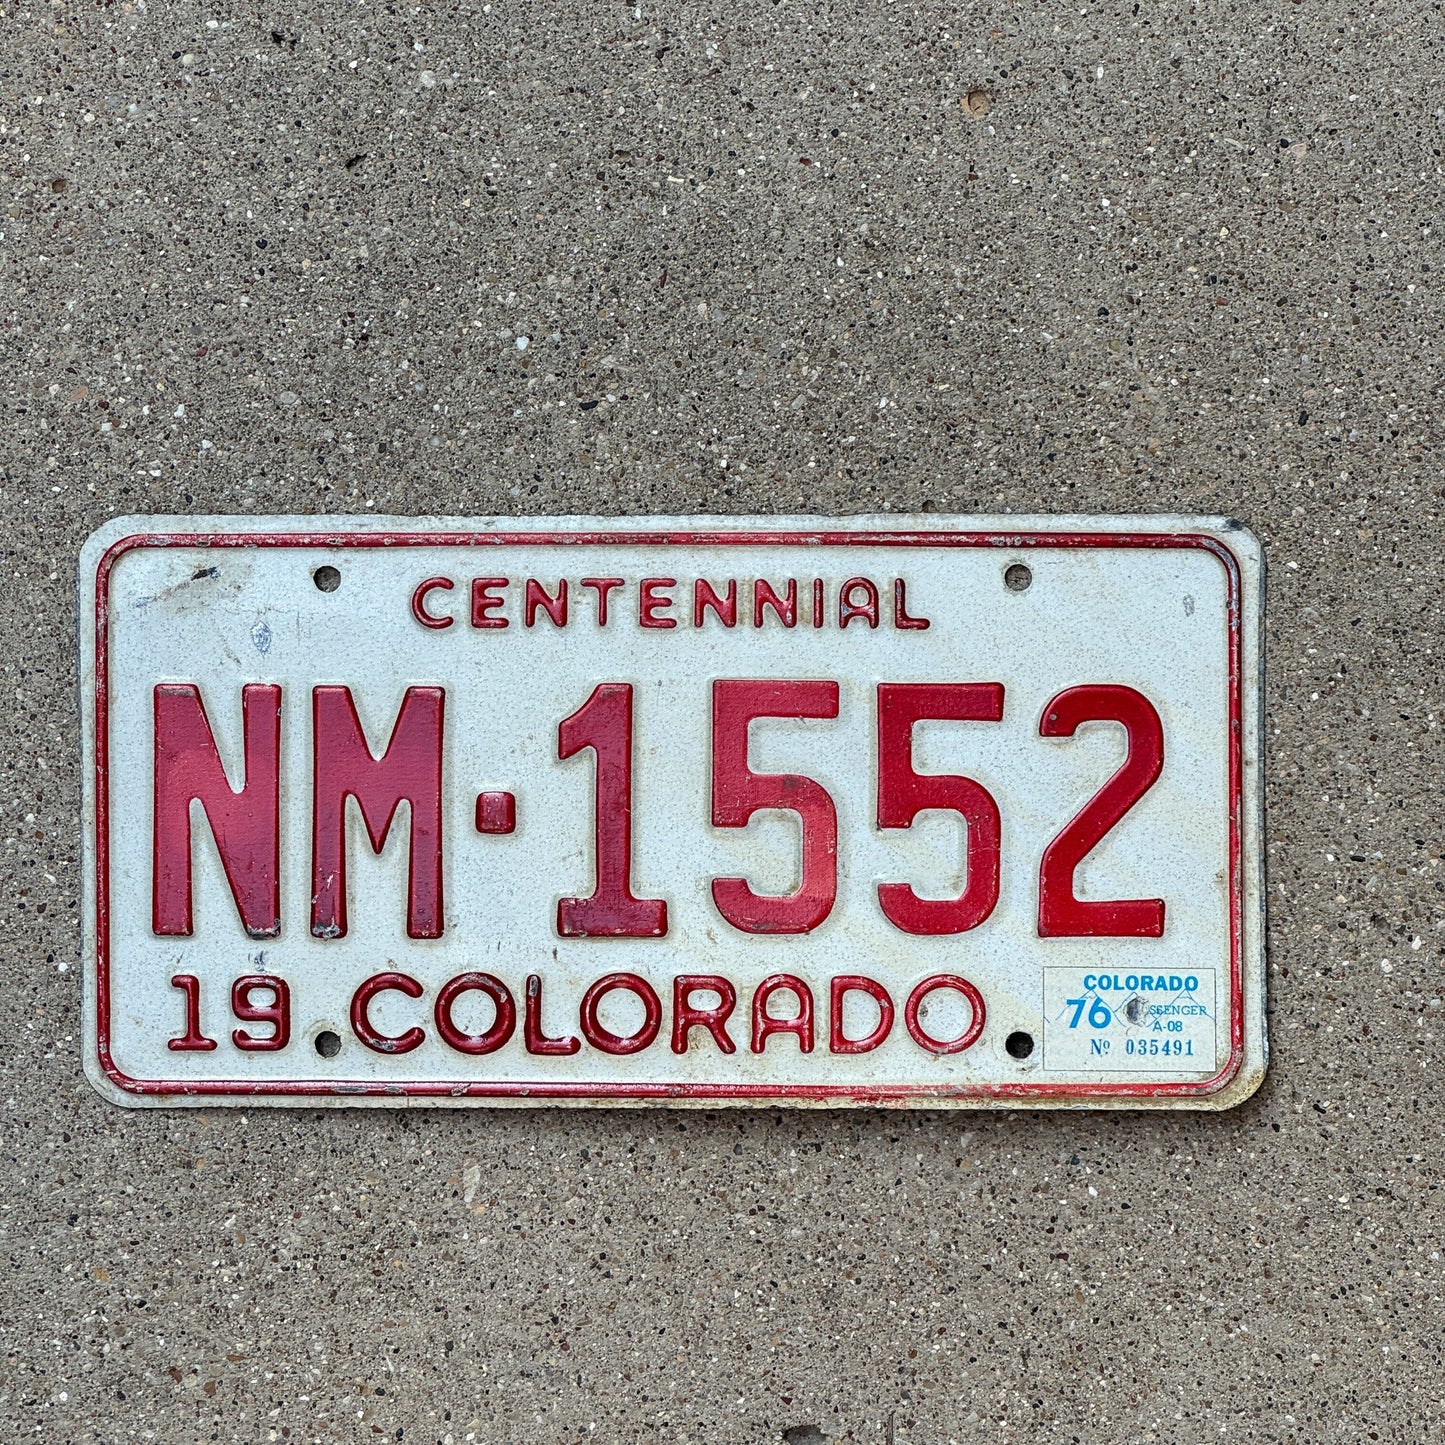 CENTENNIAL
NM·1552
19 COLORADO
COLORADO
76
A-08
Nº 035491